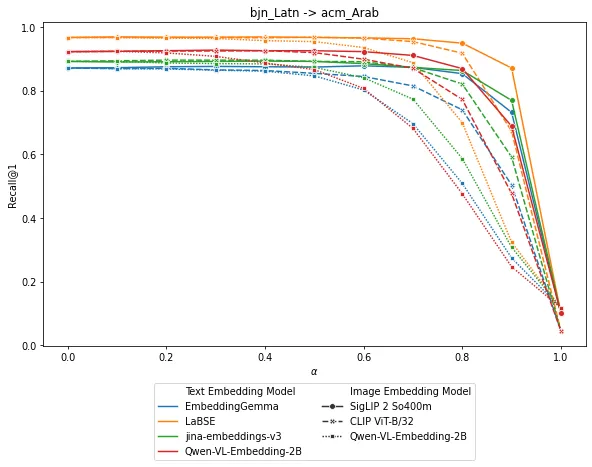 bjn_Latn -> acm_Arab
Recall@1
1.0
0.8
0.6
0.4
0.2
0.0
0.0 0.2 0.4 0.6 0.8 1.0
α
Text Embedding Model
EmbeddingGemma
LaBSE
jina-embeddings-v3
Qwen-VL-Embedding-2B
Image Embedding Model
SigLIP 2 So400m
CLIP ViT-B/32
Qwen-VL-Embedding-2B